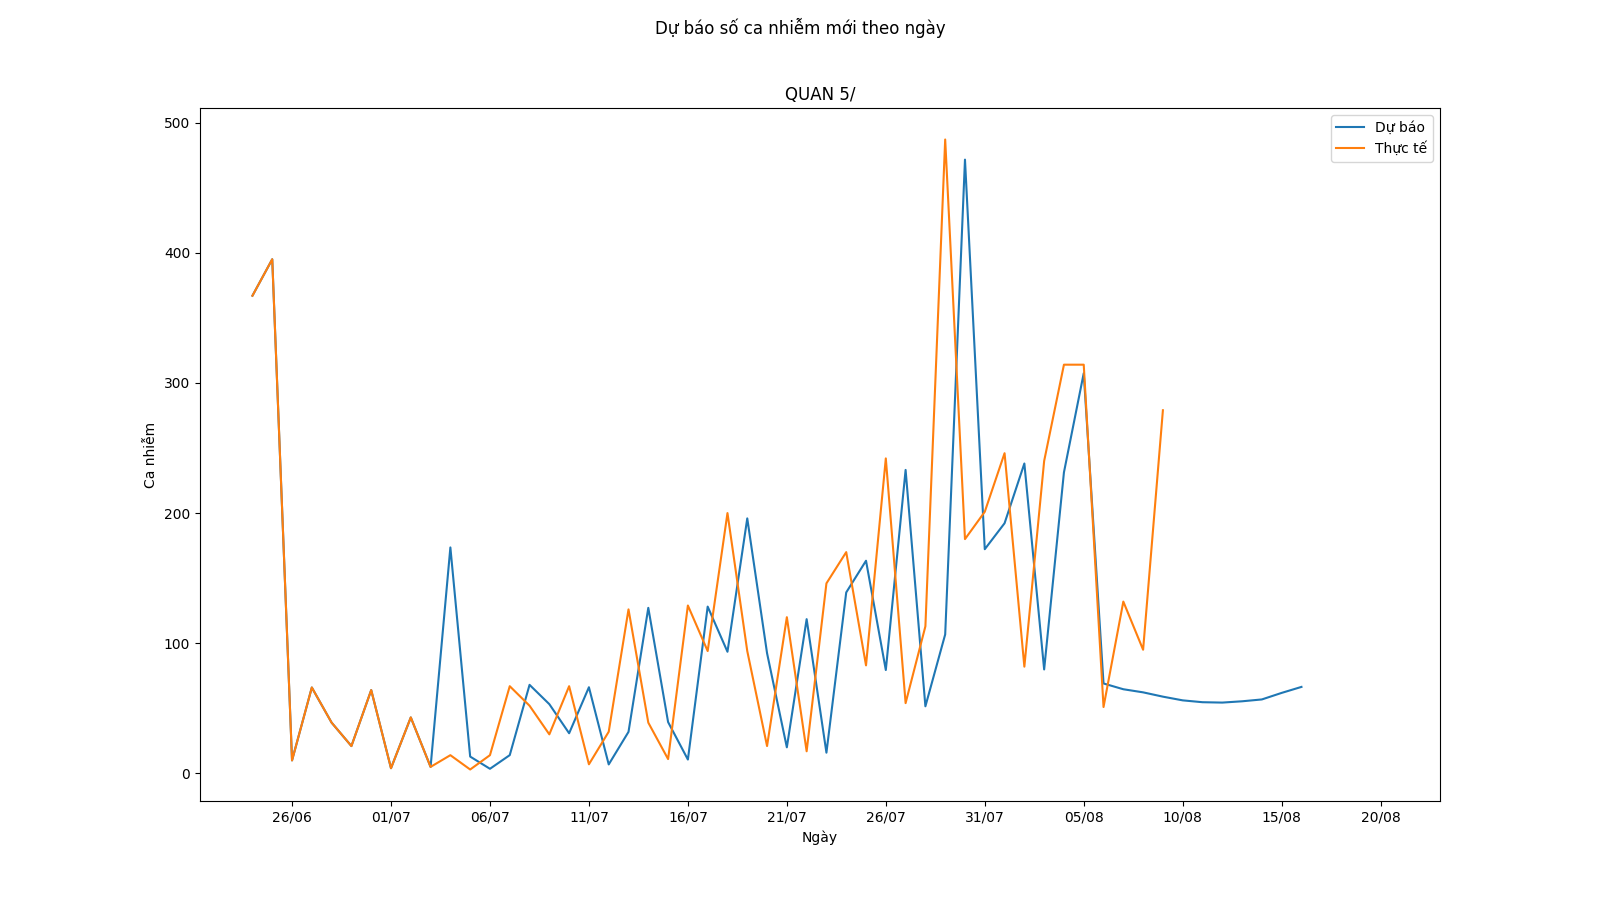 Dự báo số ca nhiễm mới theo ngày
QUAN 5/
Dự báo
Thực tế
500
400
300
200
100
0
Ca nhiễm
26/06 01/07 06/07 11/07 16/07 21/07 26/07 31/07 05/08 10/08 15/08 20/08
Ngày